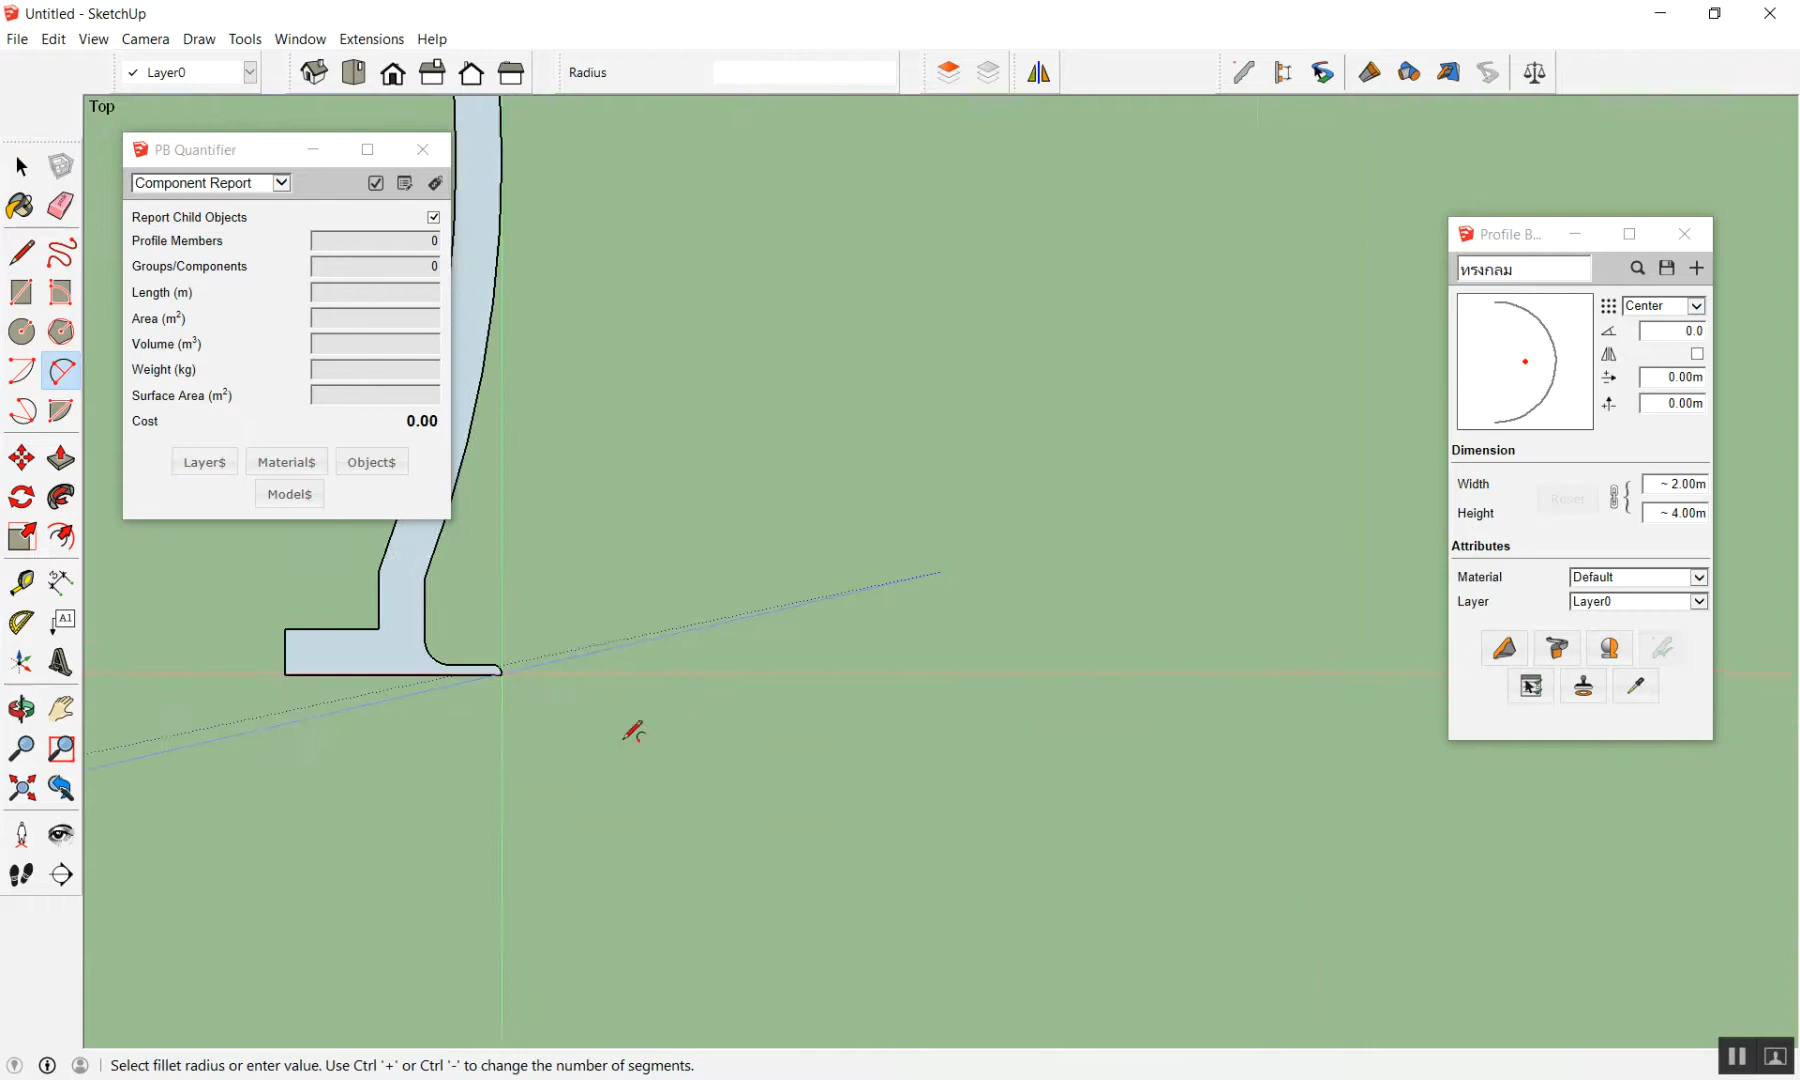 Untitled - SketchUp
File Edit View Camera Draw Tools Window Extensions Help
Layer0
Radius
Top
PB Quantifier
Component Report
Report Child Objects
Profile Members 0
Groups/Components 0
Length (m)
Area (m²)
Volume (m³)
Weight (kg)
Surface Area (m²)
Cost 0.00
Layer$ Material$ Object$
Model$
Profile B...
ทรงกลม
Center
0.0
0.00m
0.00m
Dimension
Width ~ 2.00m
Reset
Height ~ 4.00m
Attributes
Material Default
Layer Layer0
A1
Select fillet radius or enter value. Use Ctrl '+' or Ctrl '-' to change the number of segments.